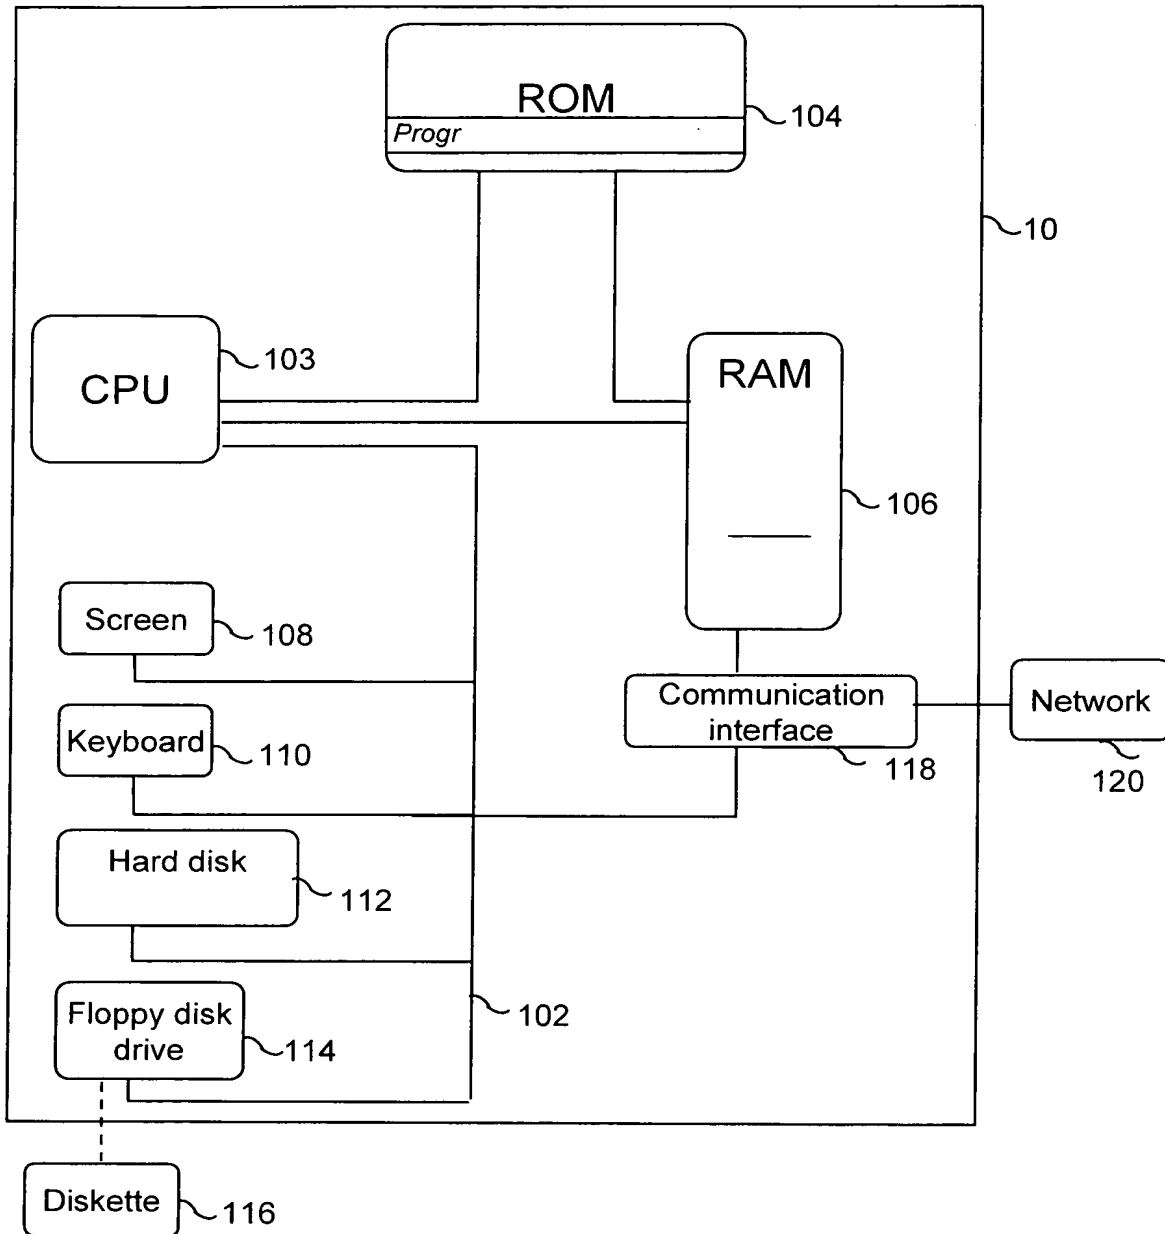 ROM
Progr
104
10
CPU
103
RAM
106
Screen
108
Keyboard
110
Communication
interface
118
Network
120
Hard disk
112
102
Floppy disk
drive
114
Diskette
116